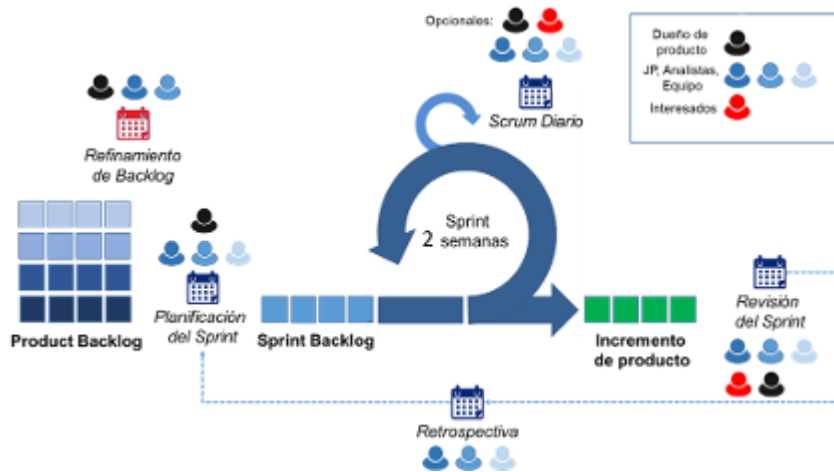 Opcionales:
Dueño de
producto
JP, Analistas,
Equipo
Interesados
Scrum Diario
Refinamiento
de Backlog
Sprint
2 semanas
Planificación
del Sprint
Product Backlog
Sprint Backlog
Incremento
de producto
Revisión
del Sprint
Retrospectiva